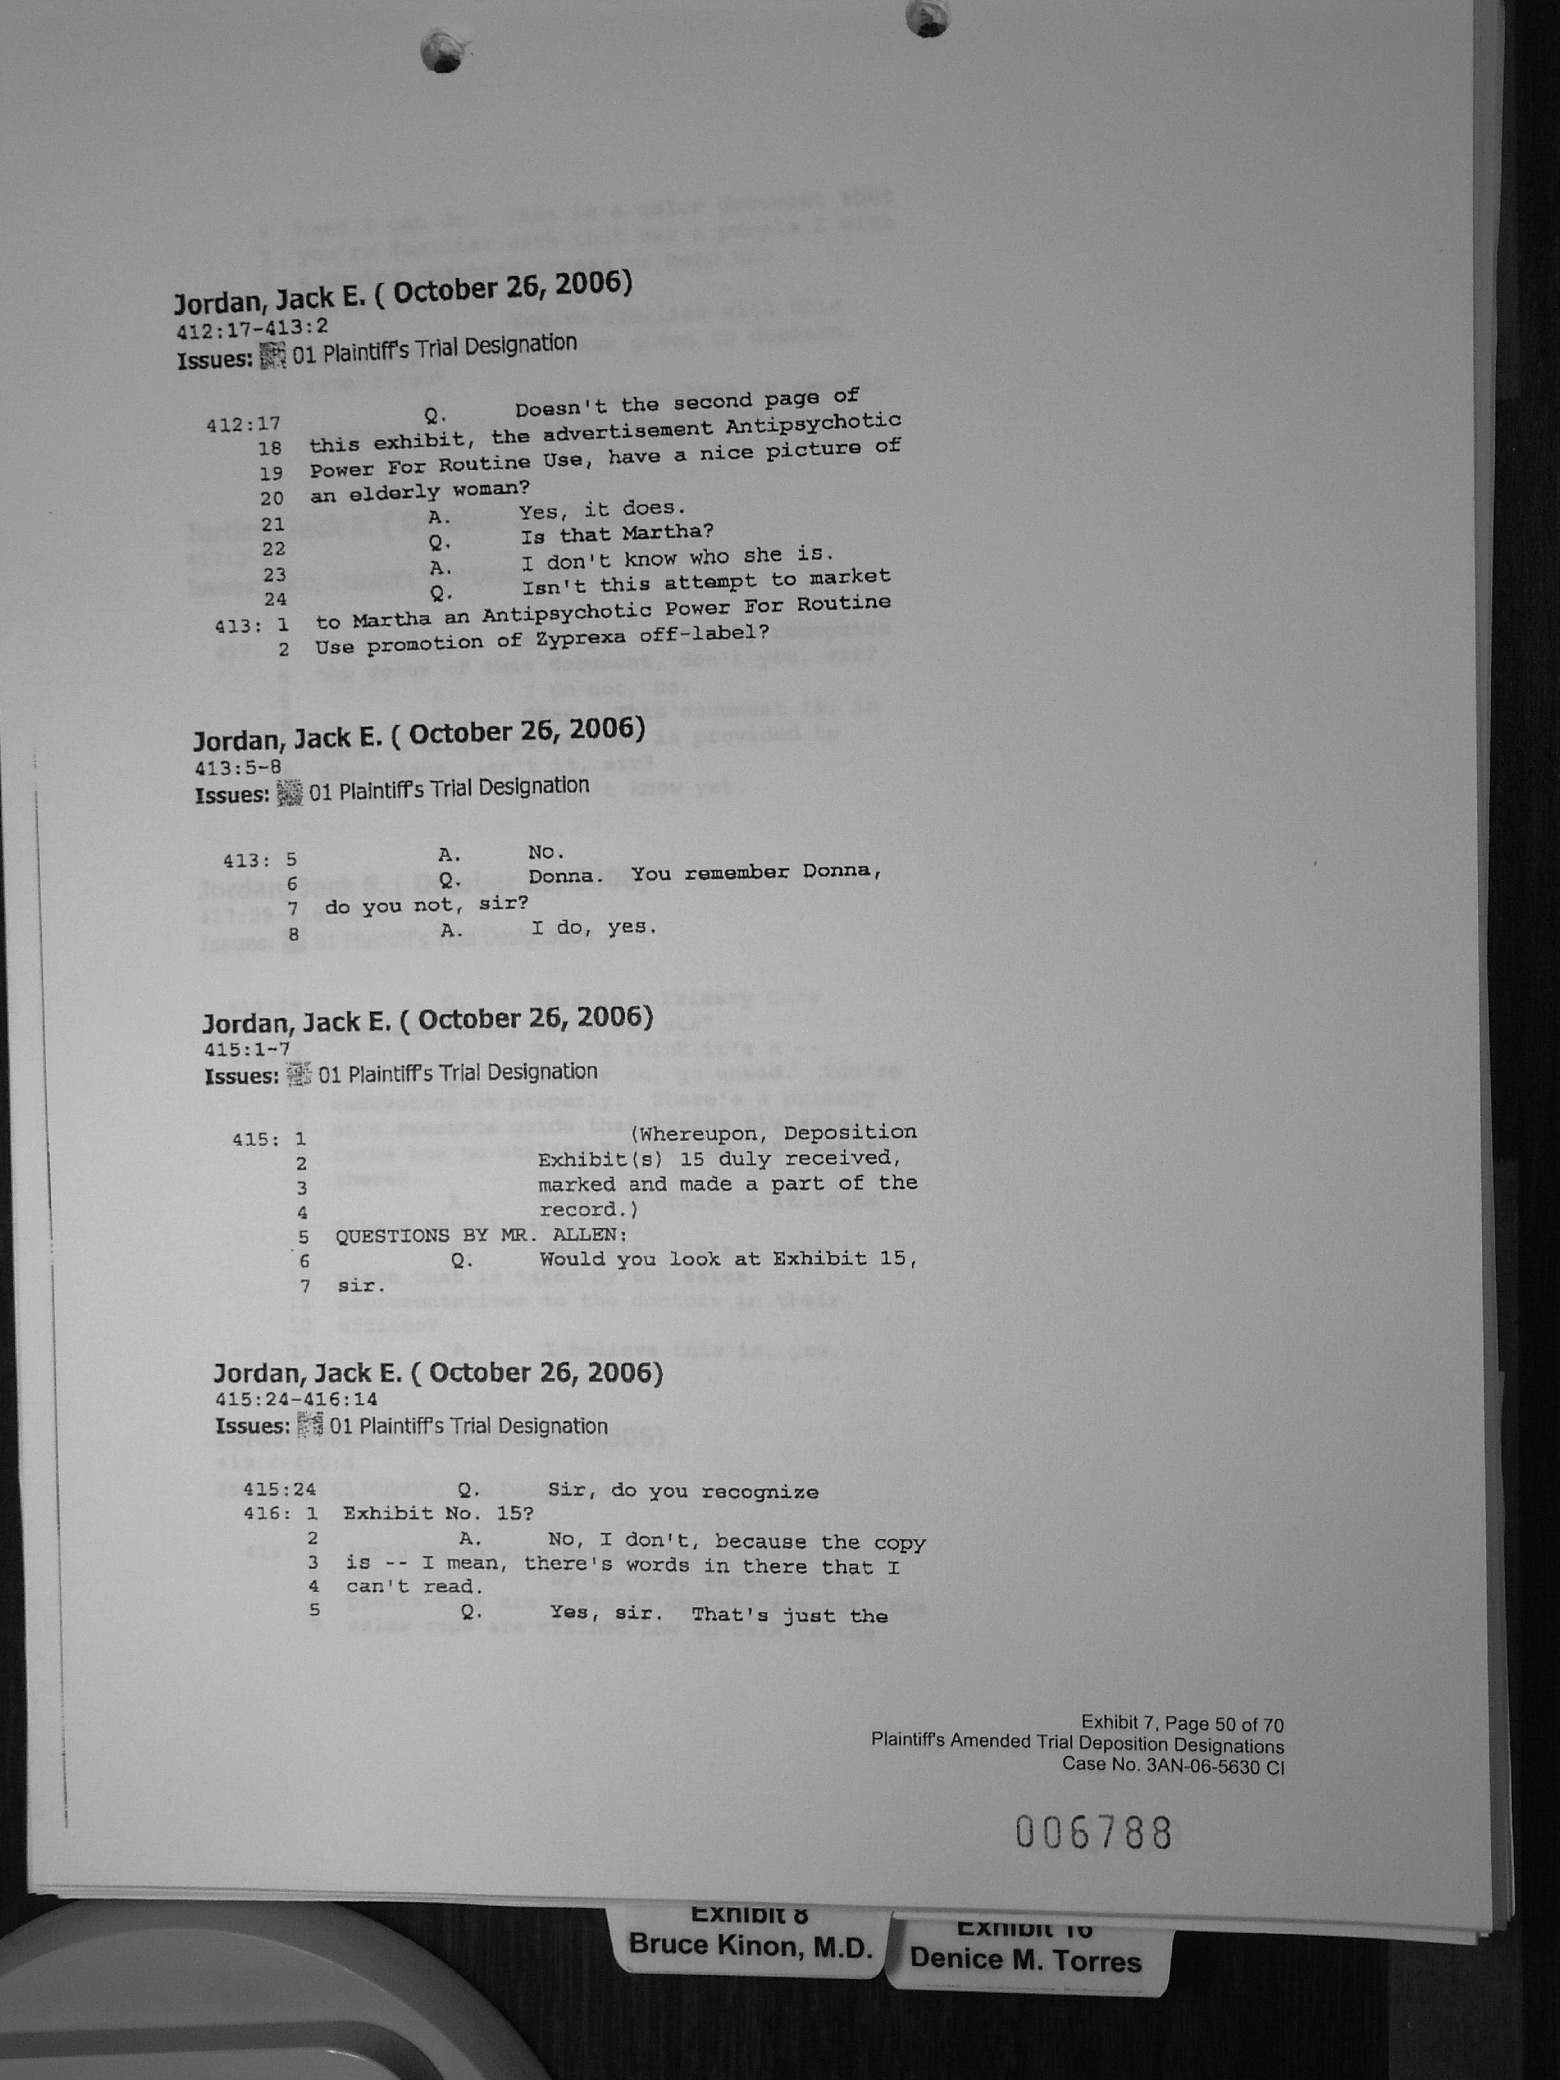 Jordan, Jack E. ( October 26, 2006)
412:17-413:2
Issues: 01 Plaintiff's Trial Designation
412:17 Q. Doesn't the second page of
18 this exhibit, the advertisement Antipsychotic
19 Power For Routine Use, have a nice picture of
20 an elderly woman?
21 A. Yes, it does.
22 Q. Is that Martha?
23 A. I don't know who she is.
24 Q. Isn't this attempt to market
413: 1 to Martha an Antipsychotic Power For Routine
2 Use promotion of Zyprexa off-label?
Jordan, Jack E. ( October 26, 2006)
413:5-8
Issues: 01 Plaintiff's Trial Designation
413: 5 A. No.
6 Q. Donna. You remember Donna,
7 do you not, sir?
8 A. I do, yes.
Jordan, Jack E. ( October 26, 2006)
415:1-7
Issues: 01 Plaintiff's Trial Designation
415: 1 (Whereupon, Deposition
2 Exhibit(s) 15 duly received,
3 marked and made a part of the
4 record.)
5 QUESTIONS BY MR. ALLEN:
6 Q. Would you look at Exhibit 15,
7 sir.
Jordan, Jack E. ( October 26, 2006)
415:24-416:14
Issues: 01 Plaintiff's Trial Designation
415:24 Q. Sir, do you recognize
416: 1 Exhibit No. 15?
2 A. No, I don't, because the copy
3 is -- I mean, there's words in there that I
4 can't read.
5 Q. Yes, sir. That's just the
Exhibit 7, Page 50 of 70
Plaintiff's Amended Trial Deposition Designations
Case No. 3AN-06-5630 CI
006788
Exhibit 8
Bruce Kinon, M.D.
Exhibit 16
Denice M. Torres